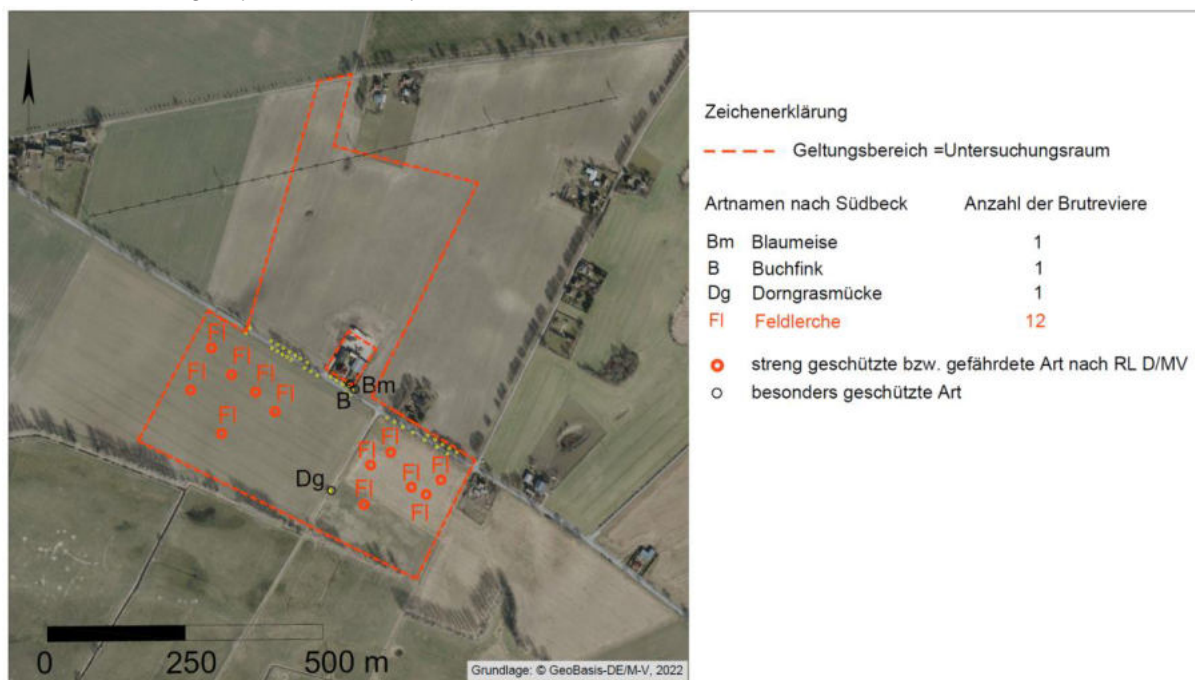 Fl
Fl
Fl
Fl
Fl
Fl
Bm
B
Fl
Fl
Fl
Fl
Dg
Fl
Fl
0 250 500 m
Grundlage: © GeoBasis-DE/M-V, 2022
Zeichenerklärung
Geltungsbereich =Untersuchungsraum
Artnamen nach Südbeck Anzahl der Brutreviere
Bm Blaumeise 1
B Buchfink 1
Dg Dorngrasmücke 1
Fl Feldlerche 12
streng geschützte bzw. gefährdete Art nach RL D/MV
besonders geschützte Art